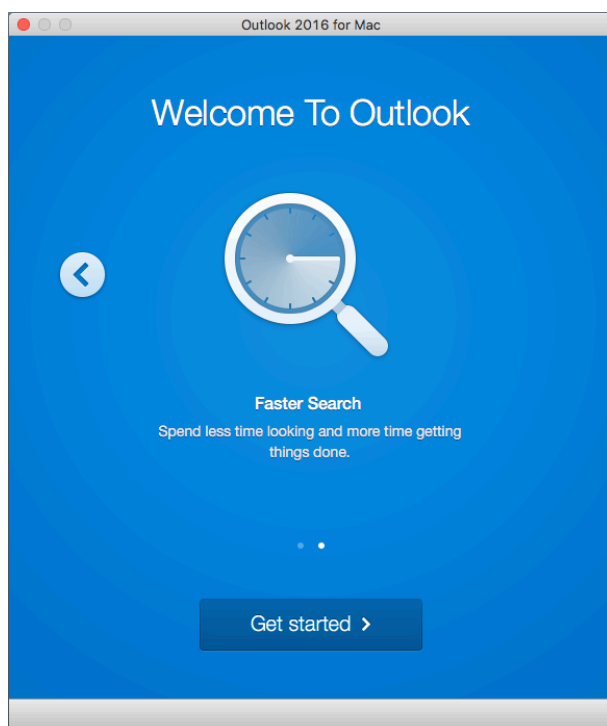 Outlook 2016 for Mac
Welcome To Outlook
Faster Search
Spend less time looking and more time getting
things done.
Get started